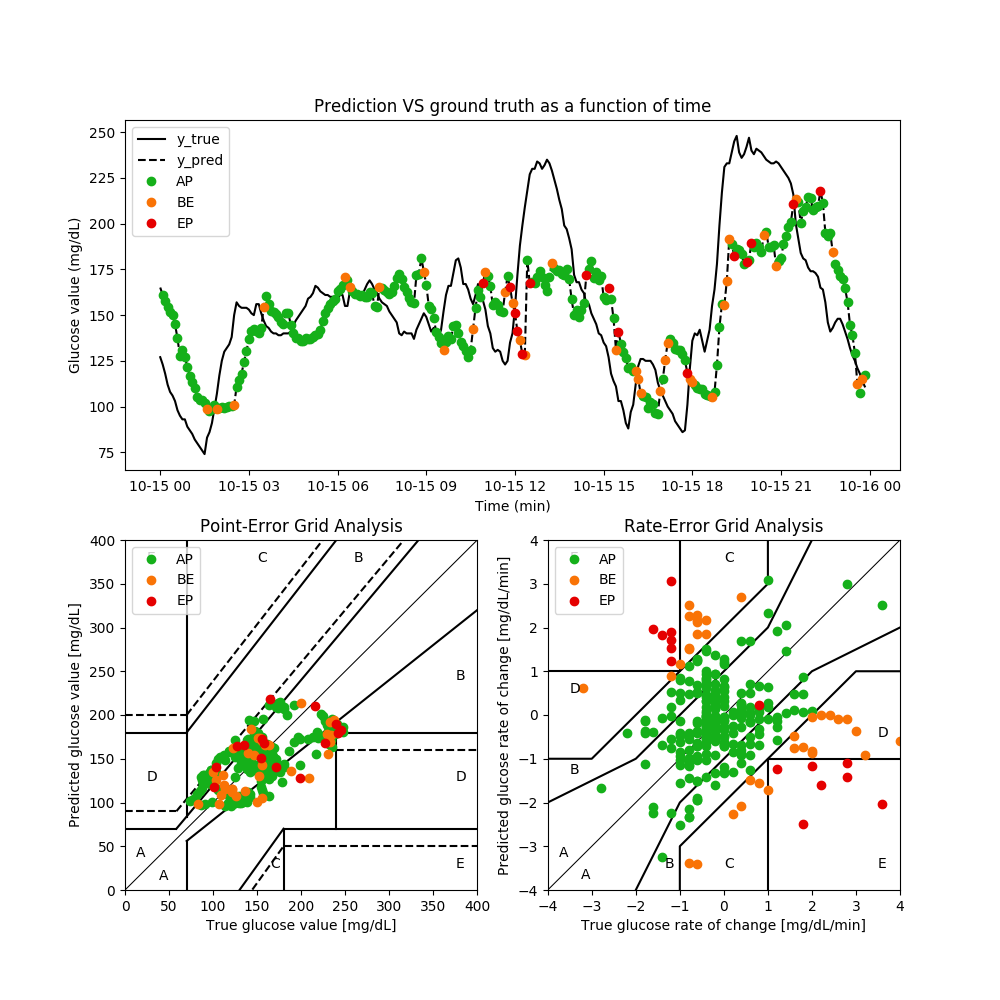 Prediction VS ground truth as a function of time
Glucose value (mg/dL)
250
225
200
175
150
125
100
75
y_true
y_pred
AP
BE
EP
10-15 00 10-15 03 10-15 06 10-15 09 10-15 12 10-15 15 10-15 18 10-15 21 10-16 00
Time (min)
Point-Error Grid Analysis
Predicted glucose value [mg/dl]
400
350
300
250
200
150
100
50
0
AP
BE
EP
C
B
B
D
D
A
A
C
E
0 50 100 150 200 250 300 350 400
True glucose value [mg/dL]
Rate-Error Grid Analysis
Predicted glucose rate of change [mg/dL/min]
4
3
2
1
0
−1
−2
−3
−4
AP
BE
EP
C
D
D
B
A
A
B
C
E
−4 −3 −2 −1 0 1 2 3 4
True glucose rate of change [mg/dL/min]